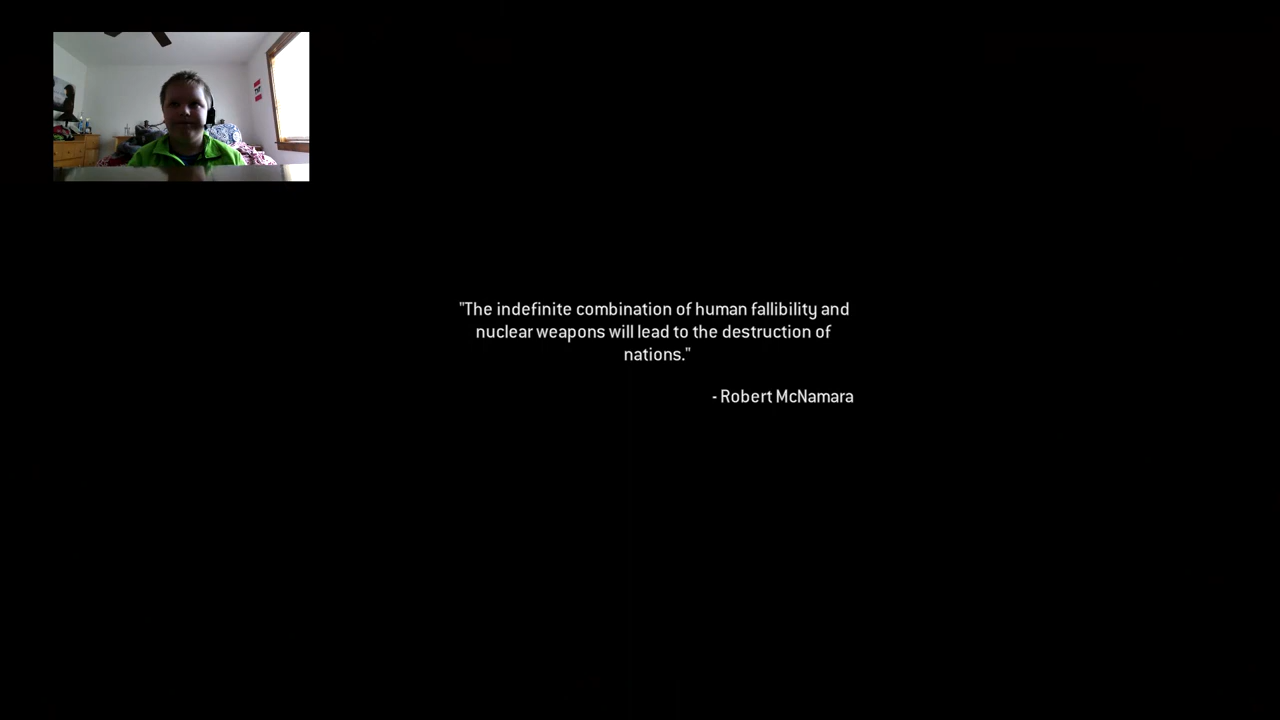 "The indefinite combination of human fallibility and
nuclear weapons will lead to the destruction of
nations."
- Robert McNamara